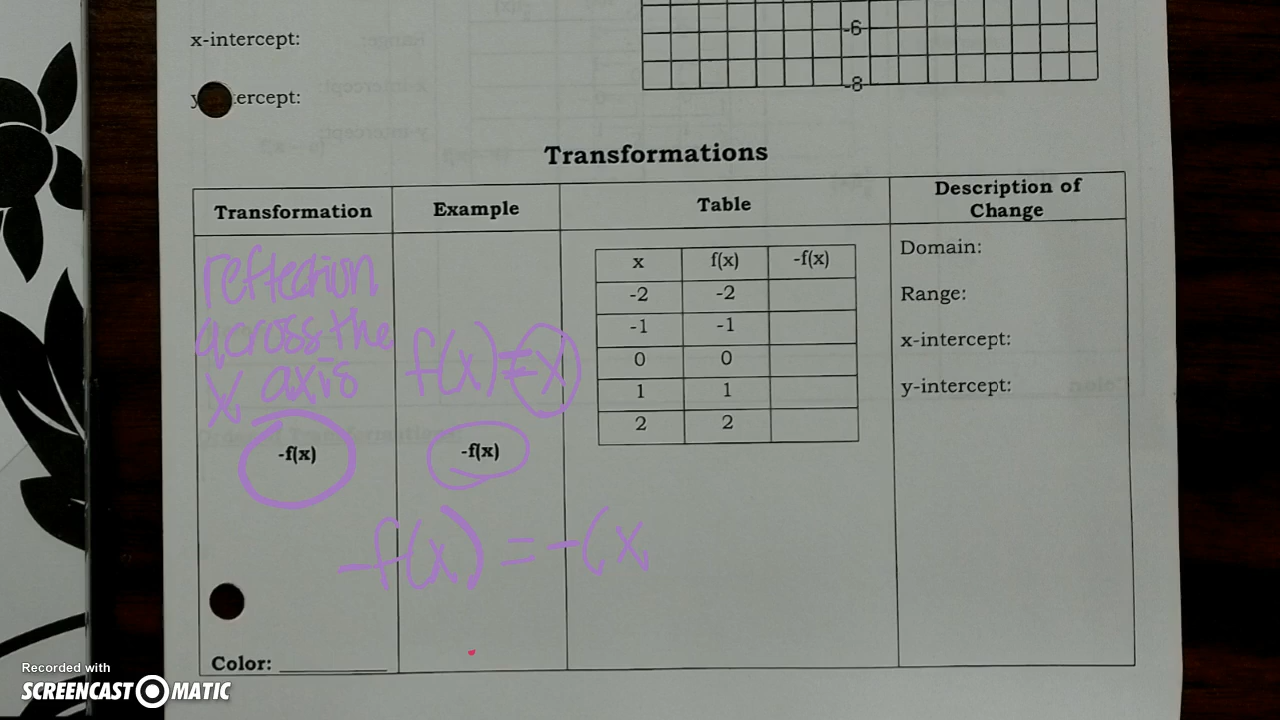 x-intercept:
-6
y ercept:
-8
Transformations
Transformation Example Table Description of Change
reflection
across the
x axis
-f(x)
Color:
f(x)=x
-f(x)
-f(x) = -(x
x f(x) -f(x)
-2 -2
-1 -1
0 0
1 1
2 2
Domain:
Range:
x-intercept:
y-intercept:
Recorded with
SCREENCAST MATIC